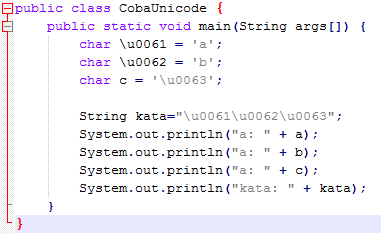 public class CobaUnicode {
    public static void main(String args[]) {
        char \u0061 = 'a';
        char \u0062 = 'b';
        char c = '\u0063';

        String kata="\u0061\u0062\u0063";
        System.out.println("a: " + a);
        System.out.println("a: " + b);
        System.out.println("a: " + c);
        System.out.println("kata: " + kata);
    }
}